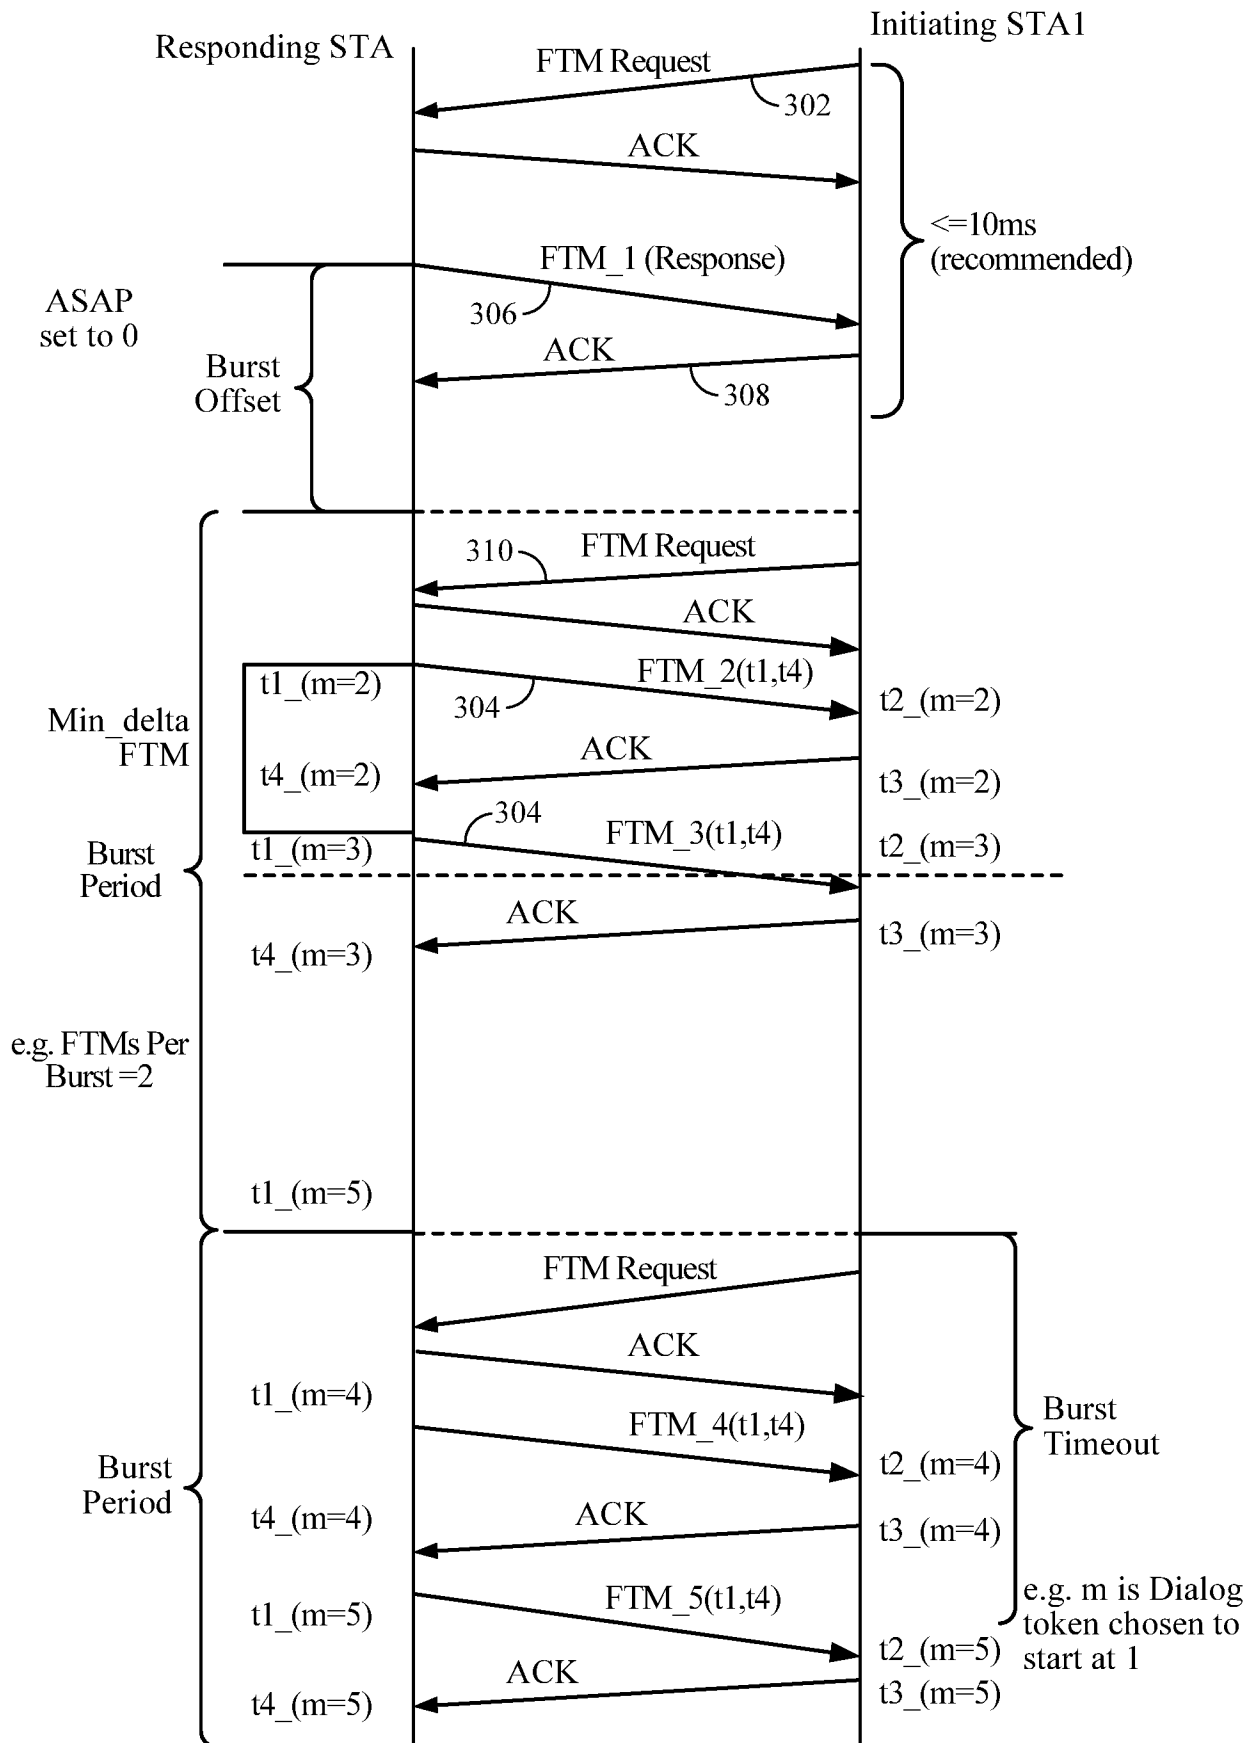 Responding STA
Initiating STA1
FTM Request
302
ACK
<=10ms
(recommended)
FTM_1 (Response)
306
ASAP
set to 0
ACK
308
Burst
Offset
310
FTM Request
ACK
t1_(m=2)
FTM_2(t1,t4)
304
t2_(m=2)
Min_delta
FTM
ACK
t4_(m=2)
t3_(m=2)
304
FTM_3(t1,t4)
t1_(m=3)
t2_(m=3)
Burst
Period
ACK
t3_(m=3)
t4_(m=3)
e.g. FTMs Per
Burst =2
t1_(m=5)
FTM Request
ACK
t1_(m=4)
FTM_4(t1,t4)
Burst
Timeout
t2_(m=4)
Burst
Period
ACK
t4_(m=4)
t3_(m=4)
FTM_5(t1,t4)
t1_(m=5)
e.g. m is Dialog
token chosen to
start at 1
t2_(m=5)
ACK
t3_(m=5)
t4_(m=5)